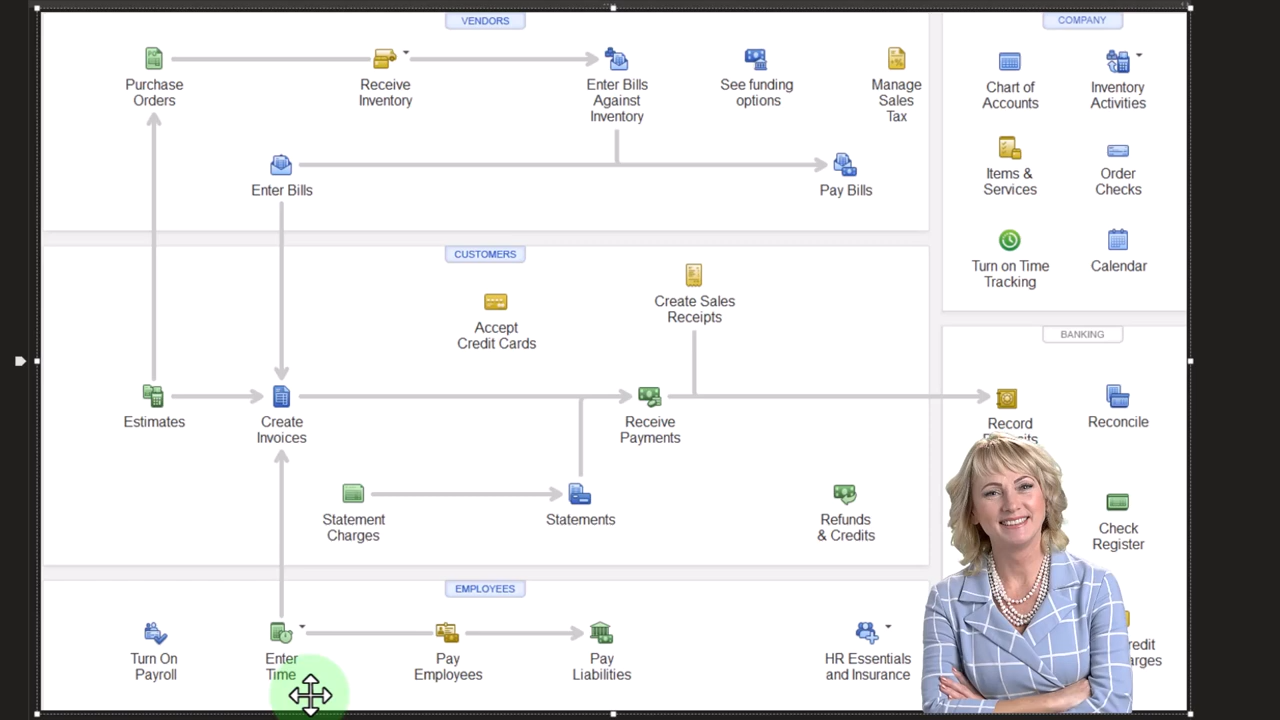 VENDORS
Purchase
Orders
Receive
Inventory
Enter Bills
Against
Inventory
See funding
options
Manage
Sales
Tax
Enter Bills
Pay Bills
COMPANY
Chart of
Accounts
Inventory
Activities
Items &
Services
Order
Checks
Turn on Time
Tracking
Calendar
CUSTOMERS
Accept
Credit Cards
Create Sales
Receipts
Estimates
Create
Invoices
Receive
Payments
Statement
Charges
Statements
Refunds
& Credits
BANKING
Record
Reconcile
Check
Register
EMPLOYEES
Turn On
Payroll
Enter
Time
Pay
Employees
Pay
Liabilities
HR Essentials
and Insurance